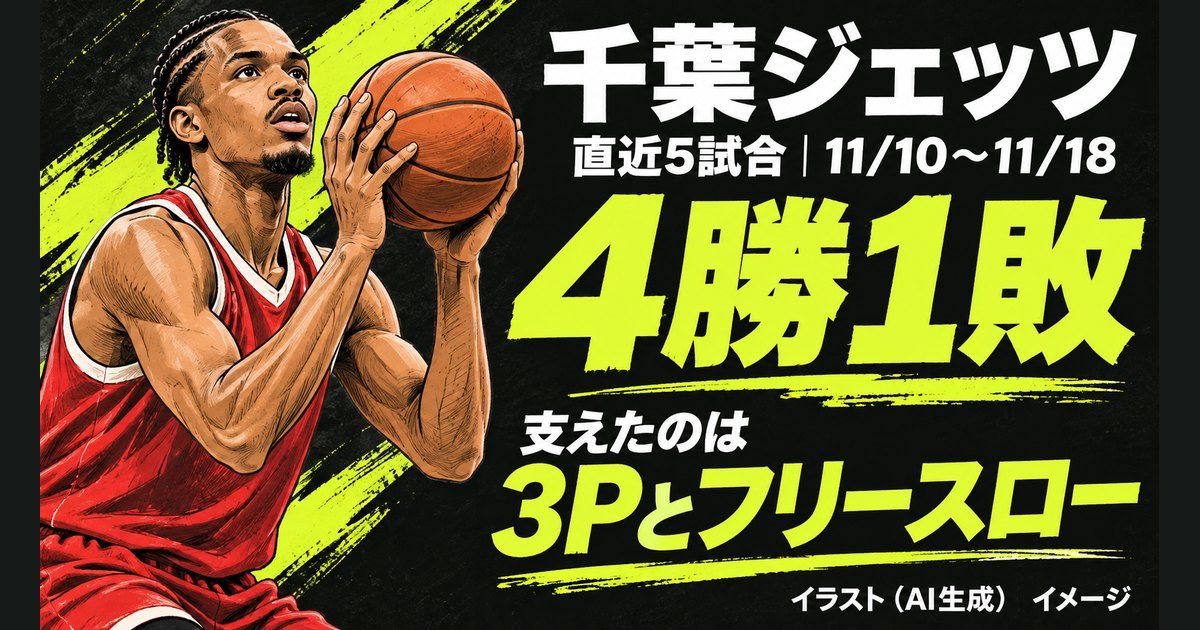 千葉ジェッツ
直近5試合｜11/10～11/18
4勝1敗
支えたのは
3Pとフリースロー
イラスト（AI生成） イメージ